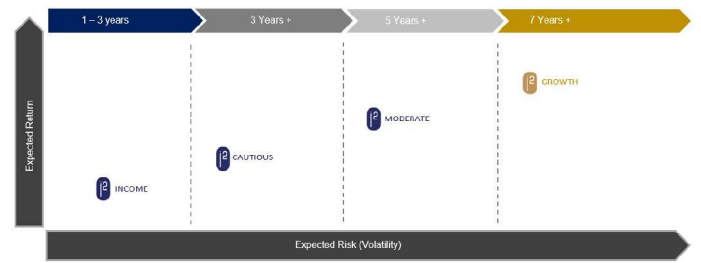 1 – 3 years
3 Years +
5 Years +
7 Years +
Expected Return
GROWTH
MODERATE
CAUTIOUS
INCOME
Expected Risk (Volatility)